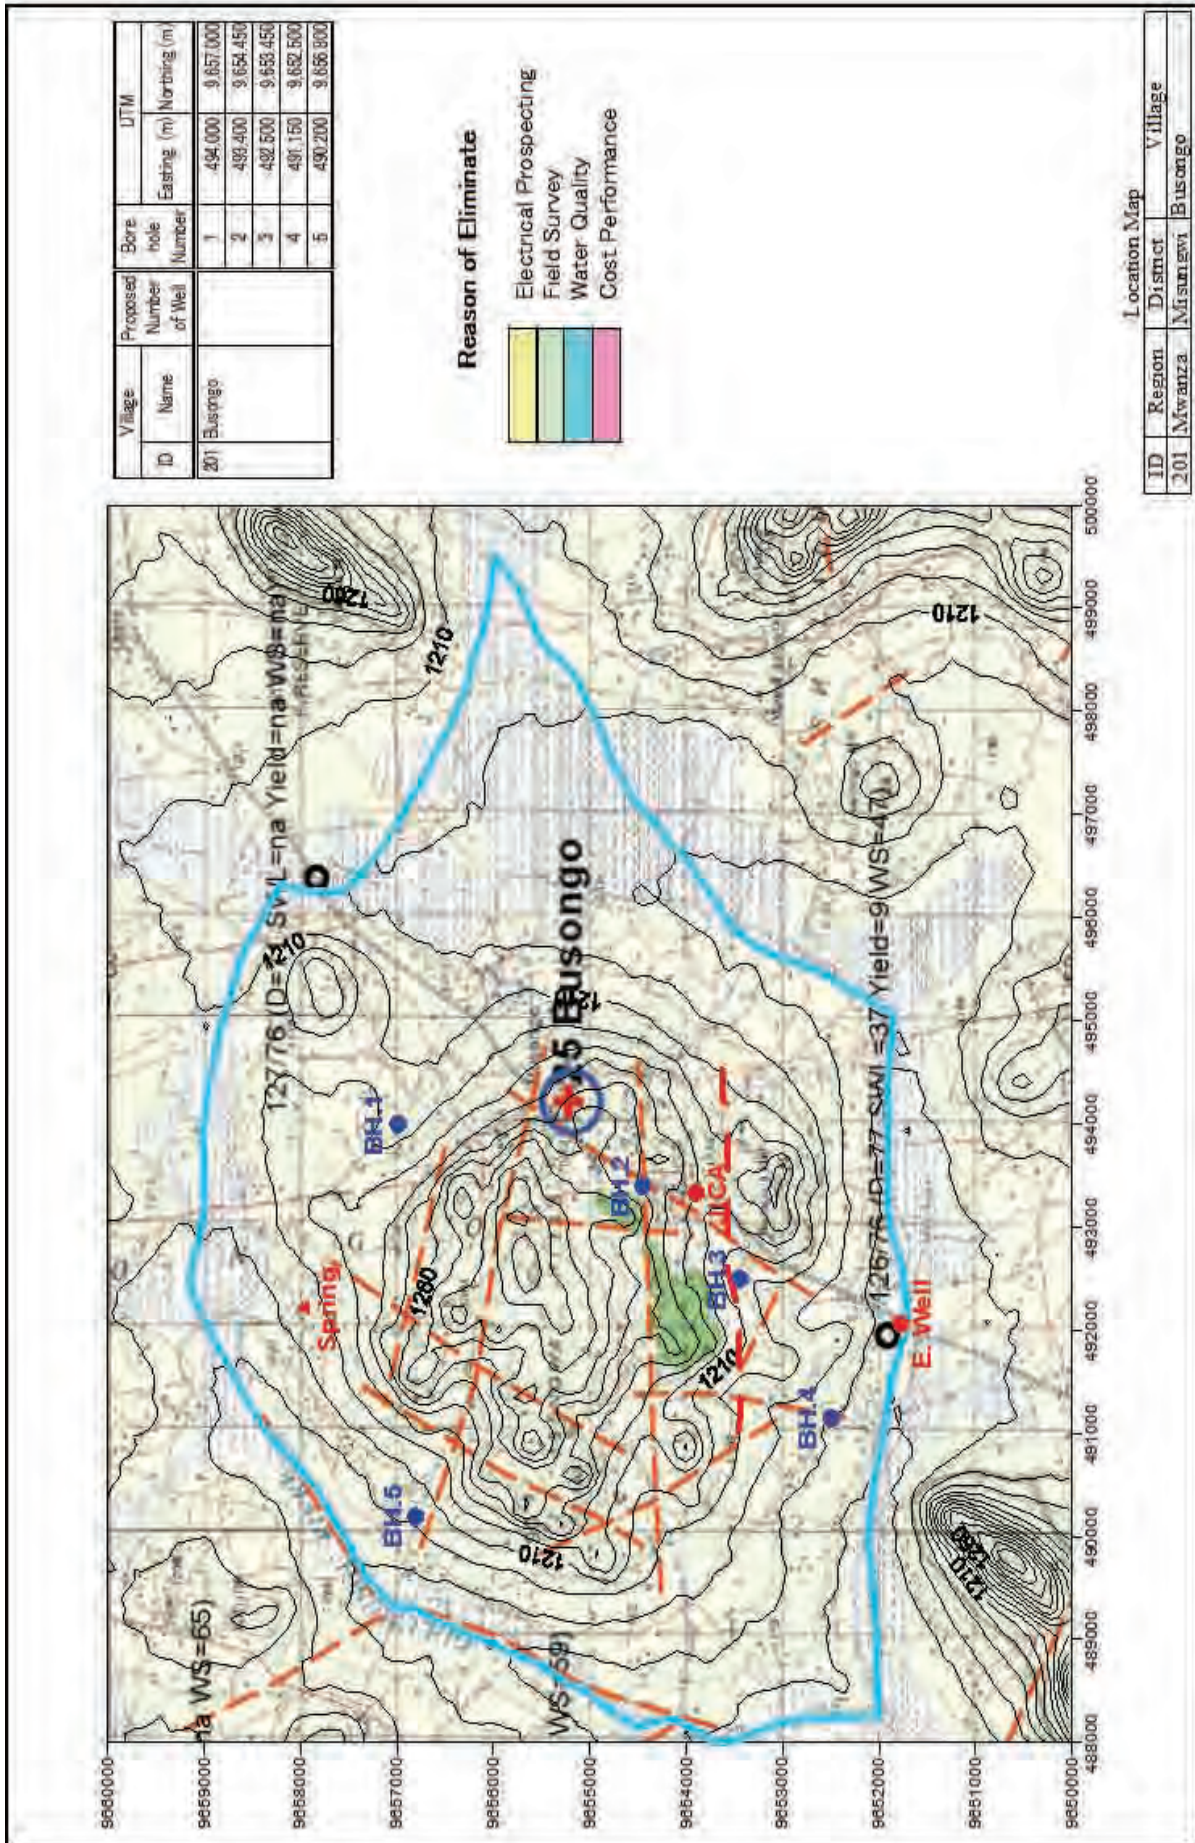 Village
Proposed Number of Well
Bore hole Number
UTM
ID
Name
Easting (m)
Northing (m)
201
Busongo
1
494.000
9.657.000
2
493.400
9.654.450
3
492.500
9.653.450
4
491.150
9.652.500
5
490.200
9.656.800
Reason of Eliminate
Electrical Prospecting
Field Survey
Water Quality
Cost Performance
9660000
9659000
9658000
9657000
9656000
9655000
9654000
9653000
9652000
9651000
9650000
488000
489000
490000
491000
492000
493000
494000
495000
496000
497000
498000
499000
500000
na WS=65)
WS=59)
SWL=na Yield=na WS=na)
126/76 (D=77 SWL=37 Yield=9 WS=47)
Busongo
BH.1
BH.2
BH.3
BH.4
BH.5
Spring
JICA
E. Well
1260
1260
1260
1210
1210
1210
1210
1210
1210
Location Map
ID Region District Village
201 Mwanza Misungwi Busongo